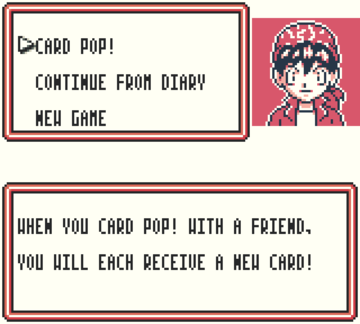 CARD POP!
CONTINUE FROM DIARY
NEW GAME
WHEN YOU CARD POP! WITH A FRIEND,
YOU WILL EACH RECEIVE A NEW CARD!